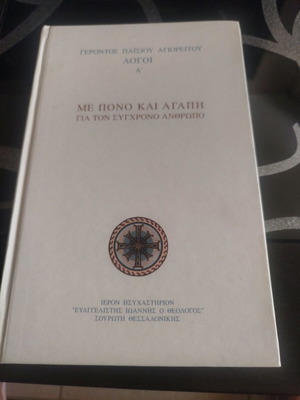 ΓΕΡΟΝΤΟΣ ΠΑΪΣΙΟΥ ΑΓΙΟΡΕΙΤΟΥ
ΛΟΓΟΙ
Α΄
ΜΕ ΠΟΝΟ ΚΑΙ ΑΓΑΠΗ
ΓΙΑ ΤΟΝ ΣΥΓΧΡΟΝΟ ΑΝΘΡΩΠΟ
ΙΕΡΟΝ ΗΣΥΧΑΣΤΗΡΙΟΝ
"ΕΥΑΓΓΕΛΙΣΤΗΣ ΙΩΑΝΝΗΣ Ο ΘΕΟΛΟΓΟΣ"
ΣΟΥΡΩΤΗ ΘΕΣΣΑΛΟΝΙΚΗΣ